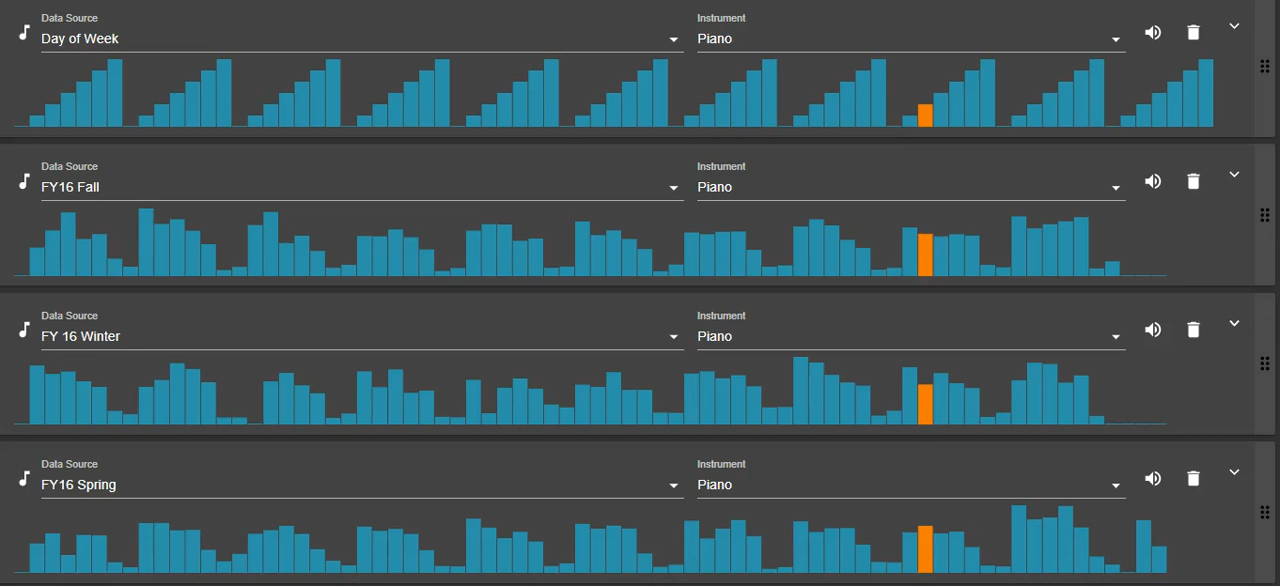 Data Source
Instrument
Day of Week
Piano
Data Source
Instrument
FY16 Fall
Piano
Data Source
Instrument
FY 16 Winter
Piano
Data Source
Instrument
FY16 Spring
Piano